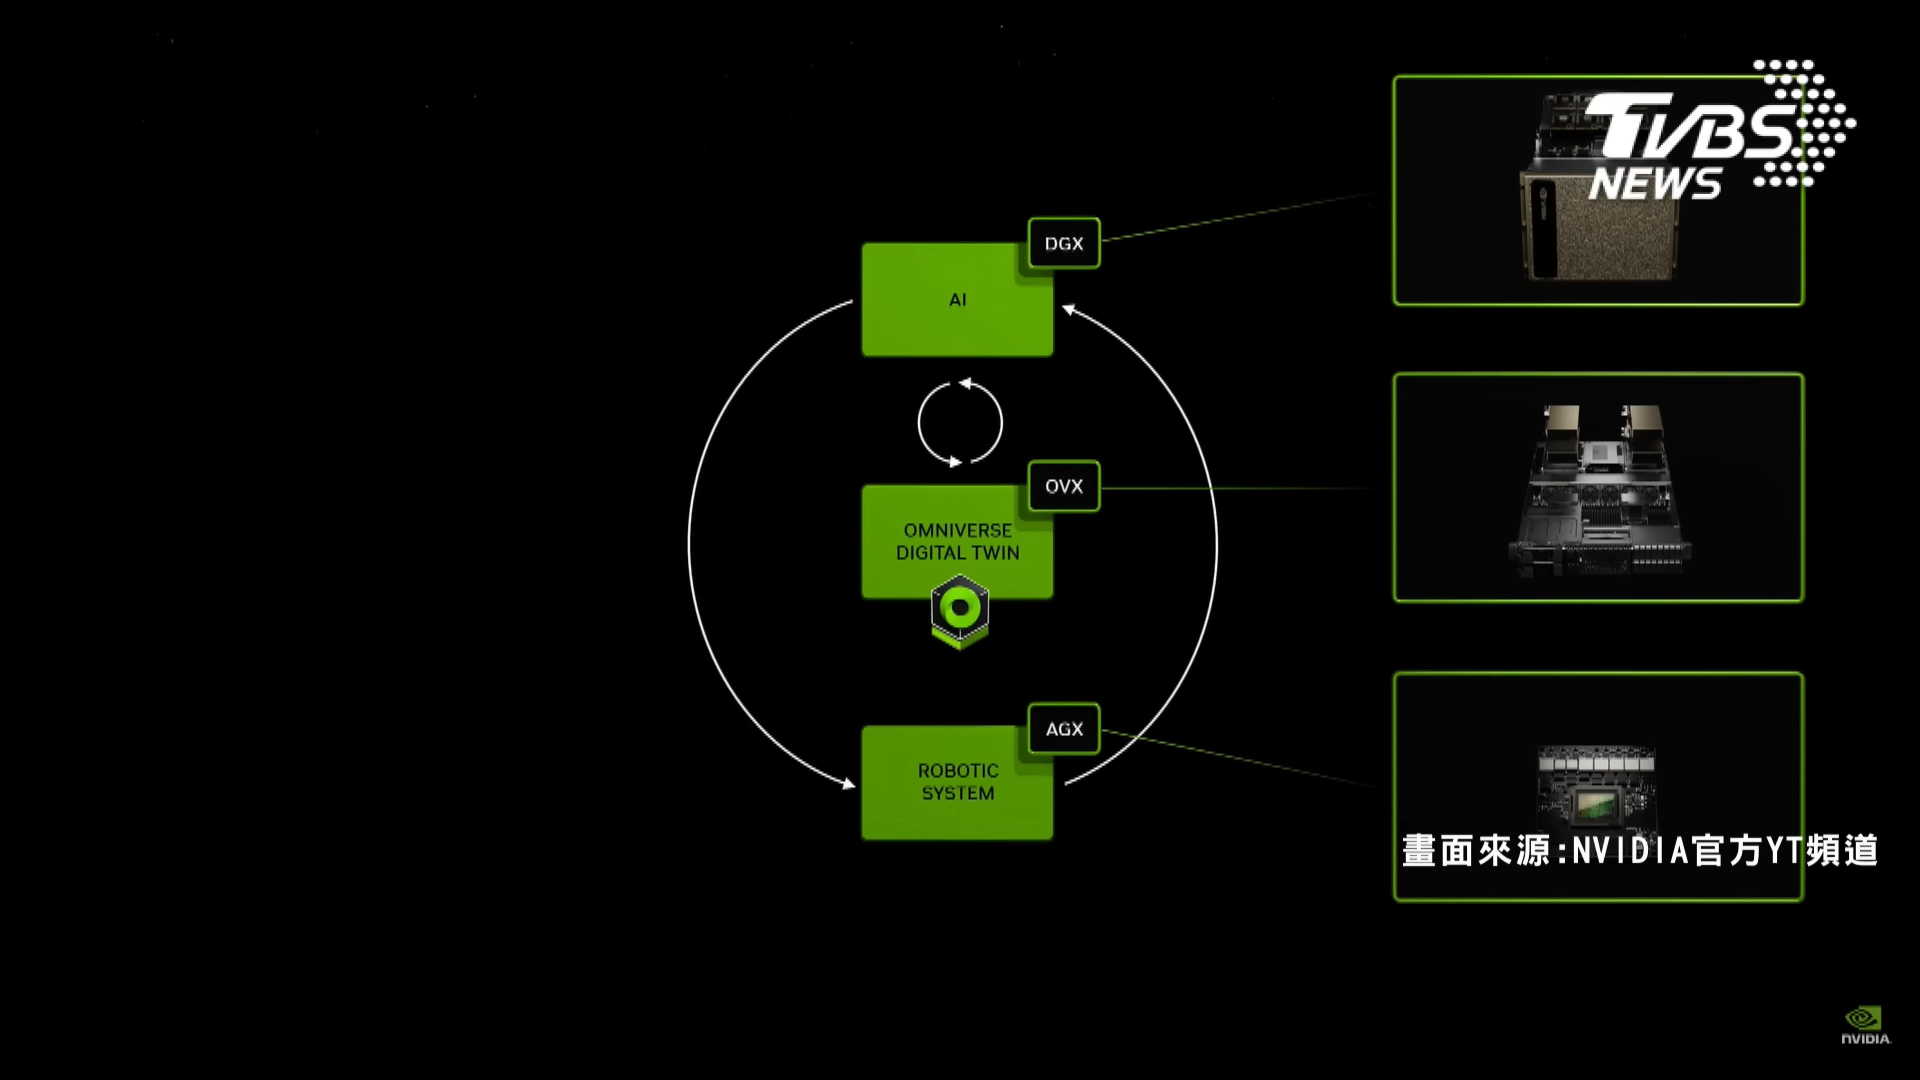 TVBS
NEWS
DGX
AI
OVX
OMNIVERSE
DIGITAL TWIN
AGX
ROBOTIC
SYSTEM
畫面來源:NVIDIA官方YT頻道
NVIDIA